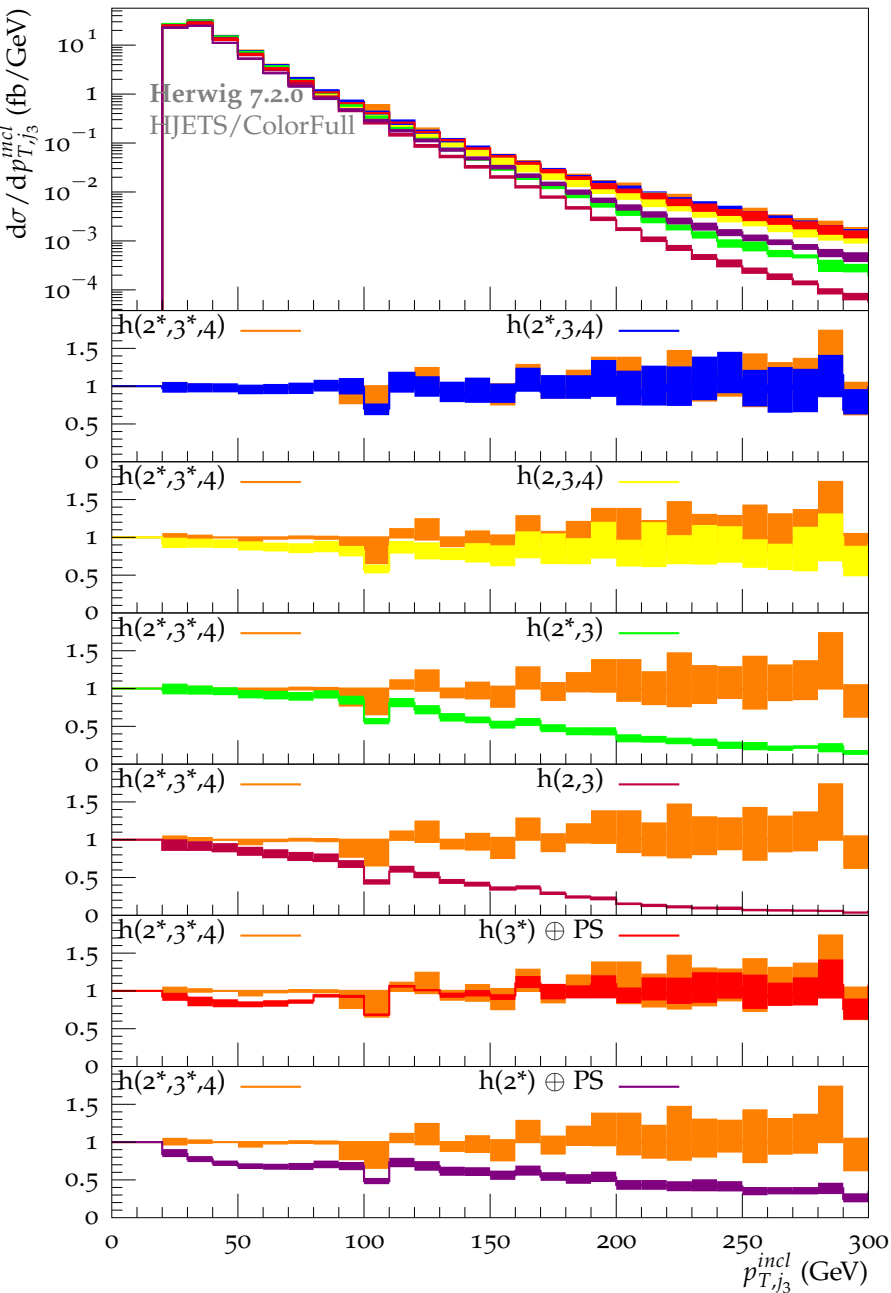 dσ/dp_{T,j_3}^{incl} (fb/GeV)
10^1
1
10^{-1}
10^{-2}
10^{-3}
10^{-4}
Herwig 7.2.0
HJETS/ColorFull
h(2*,3*,4) h(2*,3,4)
1.5
1
0.5
0
h(2*,3*,4) h(2,3,4)
1.5
1
0.5
0
h(2*,3*,4) h(2*,3)
1.5
1
0.5
0
h(2*,3*,4) h(2,3)
1.5
1
0.5
0
h(2*,3*,4) h(3*) ⊕ PS
1.5
1
0.5
0
h(2*,3*,4) h(2*) ⊕ PS
1.5
1
0.5
0
0 50 100 150 200 250 300
p_{T,j_3}^{incl} (GeV)